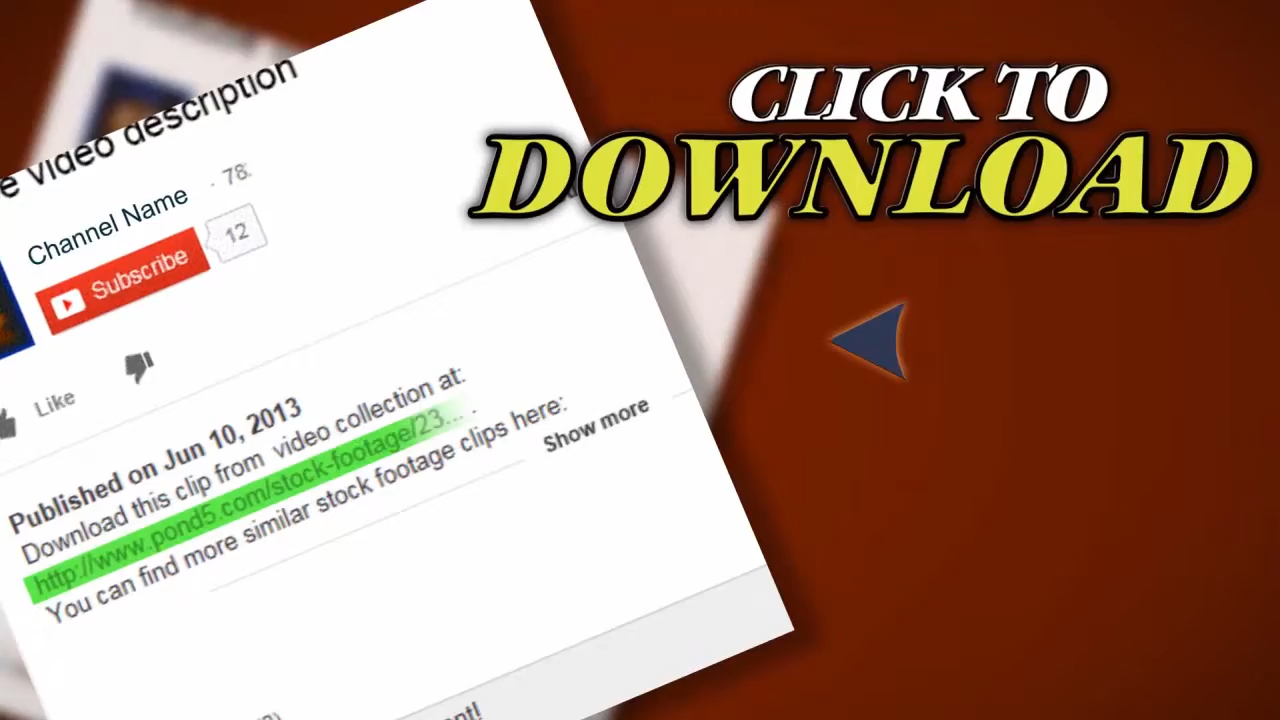 CLICK TO
DOWNLOAD
e video description
Channel Name
· 78
Subscribe
12
Like
Published on Jun 10, 2013
Download this clip from video collection at:
http://www.pond5.com/stock-footage/23... .
You can find more similar stock footage clips here:
Show more